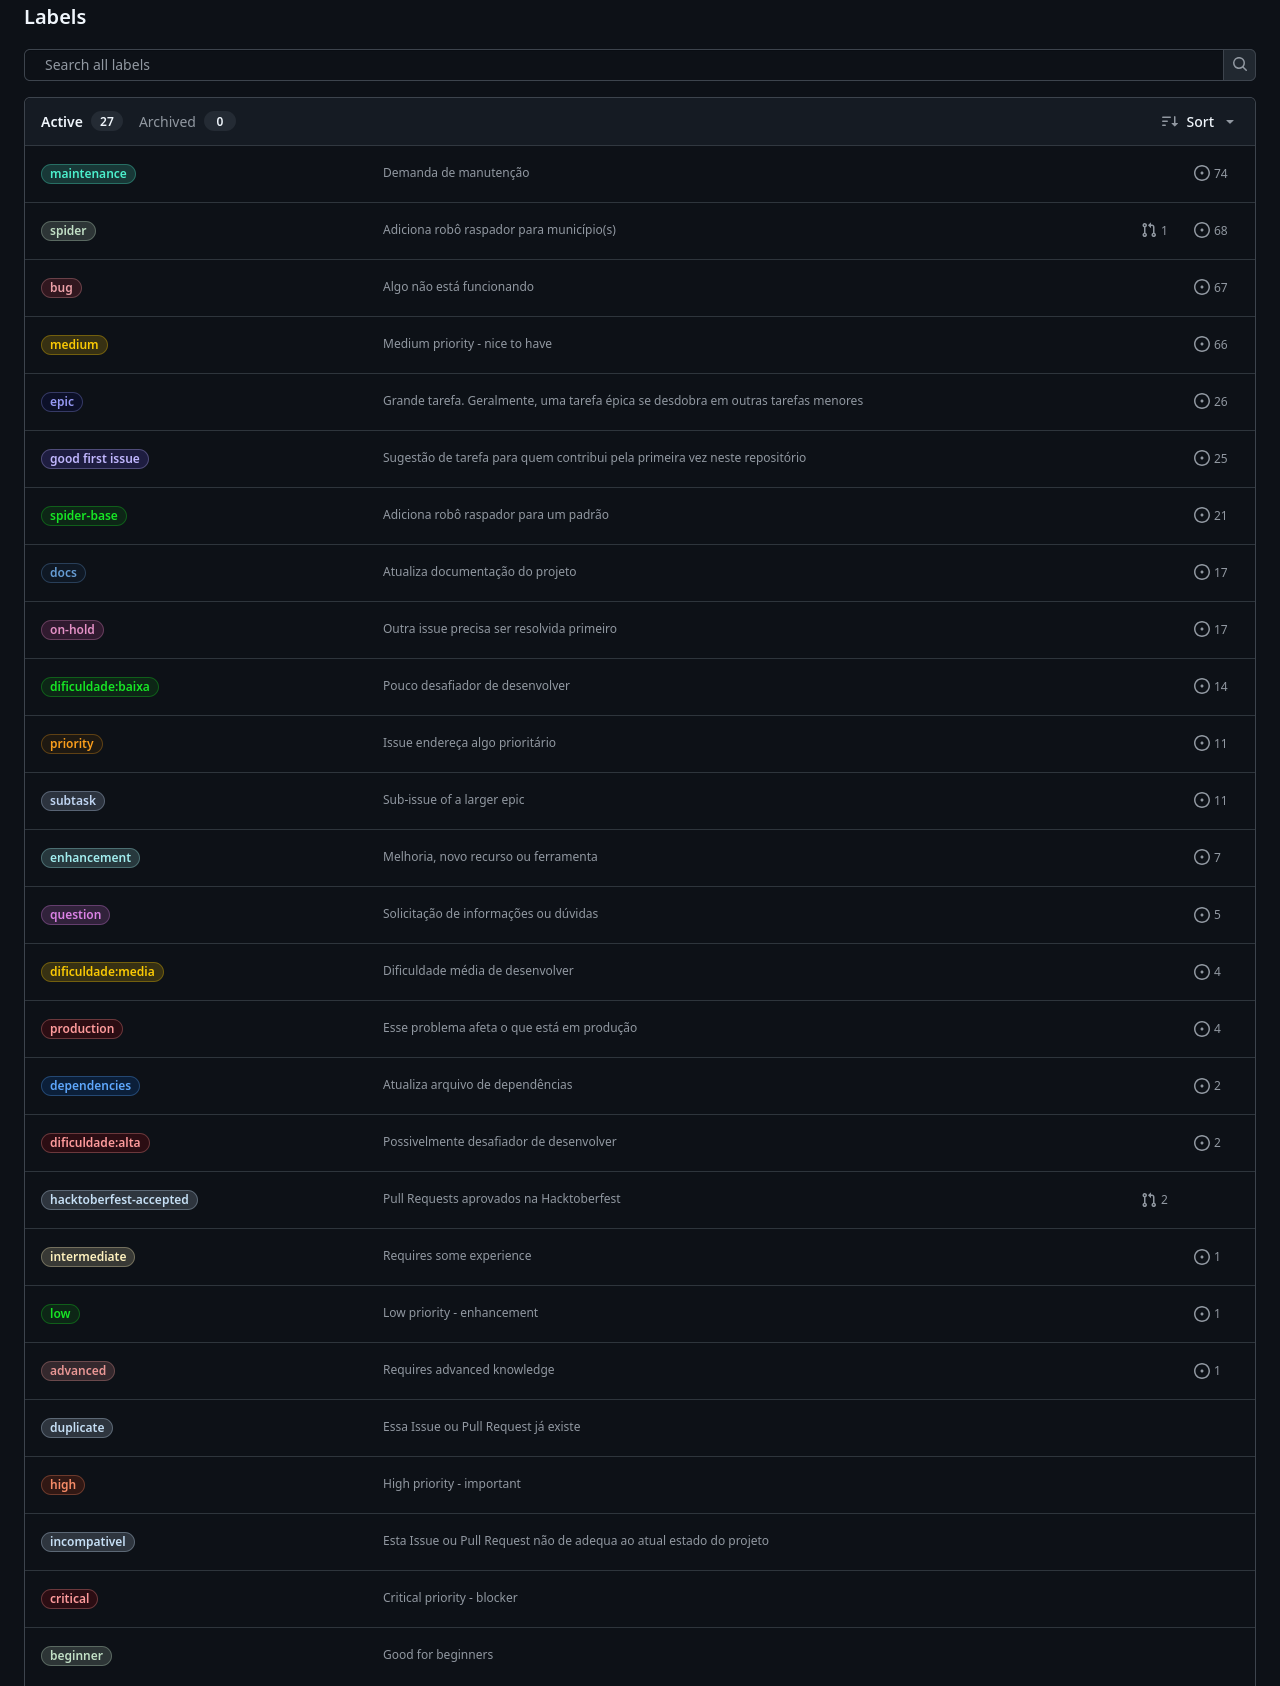 Labels
Search all labels
Active 27 Archived 0 Sort
maintenance Demanda de manutenção 74
spider Adiciona robô raspador para município(s) 1 68
bug Algo não está funcionando 67
medium Medium priority - nice to have 66
epic Grande tarefa. Geralmente, uma tarefa épica se desdobra em outras tarefas menores 26
good first issue Sugestão de tarefa para quem contribui pela primeira vez neste repositório 25
spider-base Adiciona robô raspador para um padrão 21
docs Atualiza documentação do projeto 17
on-hold Outra issue precisa ser resolvida primeiro 17
dificuldade:baixa Pouco desafiador de desenvolver 14
priority Issue endereça algo prioritário 11
subtask Sub-issue of a larger epic 11
enhancement Melhoria, novo recurso ou ferramenta 7
question Solicitação de informações ou dúvidas 5
dificuldade:media Dificuldade média de desenvolver 4
production Esse problema afeta o que está em produção 4
dependencies Atualiza arquivo de dependências 2
dificuldade:alta Possivelmente desafiador de desenvolver 2
hacktoberfest-accepted Pull Requests aprovados na Hacktoberfest 2
intermediate Requires some experience 1
low Low priority - enhancement 1
advanced Requires advanced knowledge 1
duplicate Essa Issue ou Pull Request já existe
high High priority - important
incompativel Esta Issue ou Pull Request não de adequa ao atual estado do projeto
critical Critical priority - blocker
beginner Good for beginners